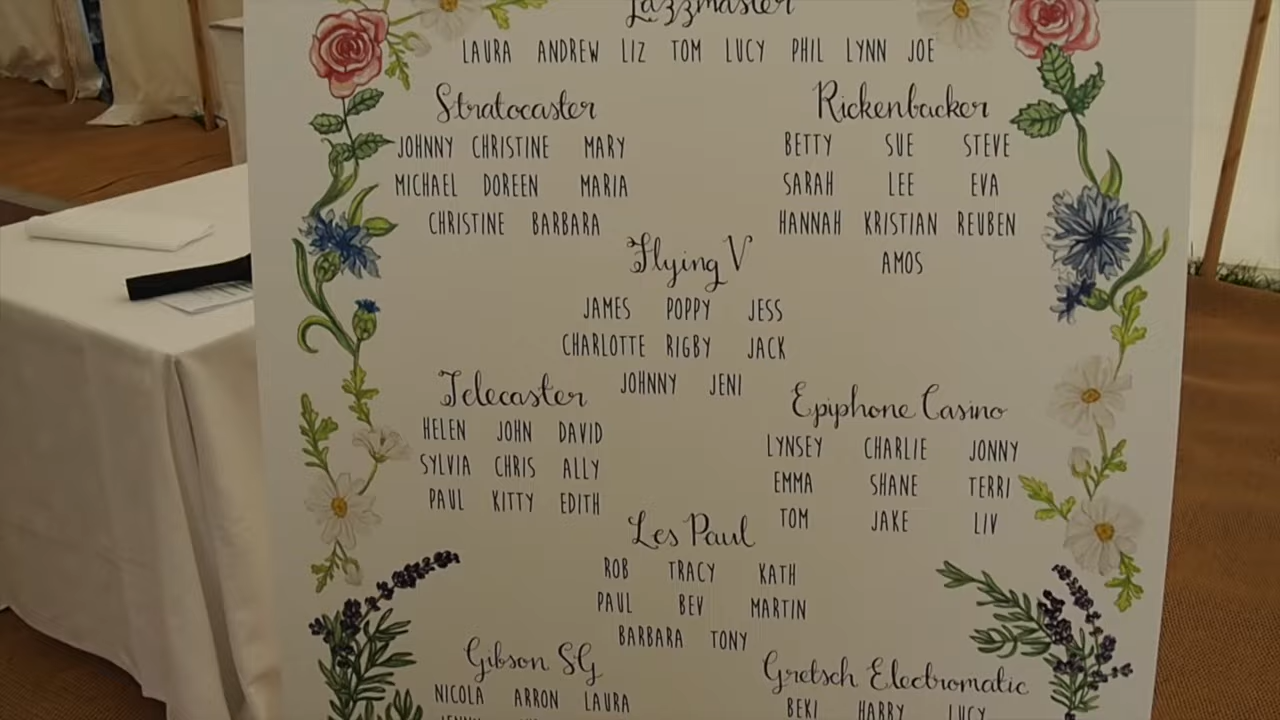 Jazzmaster
LAURA ANDREW LIZ TOM LUCY PHIL LYNN JOE
Stratocaster
JOHNNY CHRISTINE MARY
MICHAEL DOREEN MARIA
CHRISTINE BARBARA
Rickenbacker
BETTY SUE STEVE
SARAH LEE EVA
HANNAH KRISTIAN REUBEN
AMOS
Flying V
JAMES POPPY JESS
CHARLOTTE RIGBY JACK
JOHNNY JENI
Telecaster
HELEN JOHN DAVID
SYLVIA CHRIS ALLY
PAUL KITTY EDITH
Epiphone Casino
LYNSEY CHARLIE JONNY
EMMA SHANE TERRI
TOM JAKE LIV
Les Paul
ROB TRACY KATH
PAUL BEV MARTIN
BARBARA TONY
Gibson SG
NICOLA ARRON LAURA
Gretsch Electromatic
BEKI HARRY LUCY